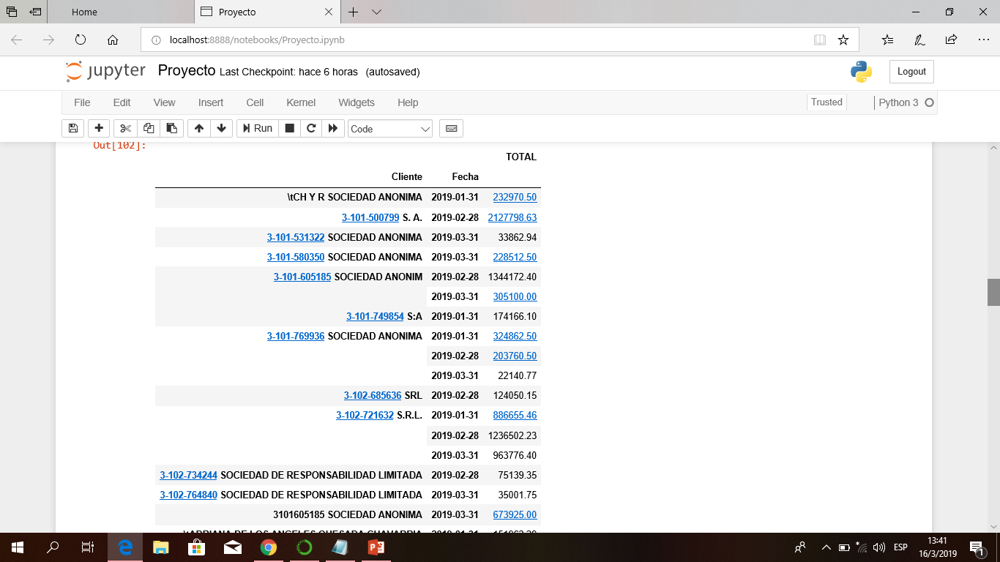 Home
Proyecto
localhost:8888/notebooks/Proyecto.ipynb
jupyter Proyecto Last Checkpoint: hace 6 horas (autosaved)
Logout
File Edit View Insert Cell Kernel Widgets Help
Trusted
Python 3
Run
Code
Out[102]:
TOTAL
Cliente Fecha
\tCH Y R SOCIEDAD ANONIMA 2019-01-31 232970.50
3-101-500799 S. A. 2019-02-28 2127798.63
3-101-531322 SOCIEDAD ANONIMA 2019-03-31 33862.94
3-101-580350 SOCIEDAD ANONIMA 2019-03-31 228512.50
3-101-605185 SOCIEDAD ANONIM 2019-02-28 1344172.40
2019-03-31 305100.00
3-101-749854 S:A 2019-01-31 174166.10
3-101-769936 SOCIEDAD ANONIMA 2019-01-31 324862.50
2019-02-28 203760.50
2019-03-31 22140.77
3-102-685636 SRL 2019-02-28 124050.15
3-102-721632 S.R.L. 2019-01-31 886655.46
2019-02-28 1236502.23
2019-03-31 963776.40
3-102-734244 SOCIEDAD DE RESPONSABILIDAD LIMITADA 2019-02-28 75139.35
3-102-764840 SOCIEDAD DE RESPONSABILIDAD LIMITADA 2019-03-31 35001.75
3101605185 SOCIEDAD ANONIMA 2019-03-31 673925.00
\tADRIANA DE LOS ANGELES QUESADA CHAVARRIA 2019-01-31
ESP
13:41
16/3/2019
1